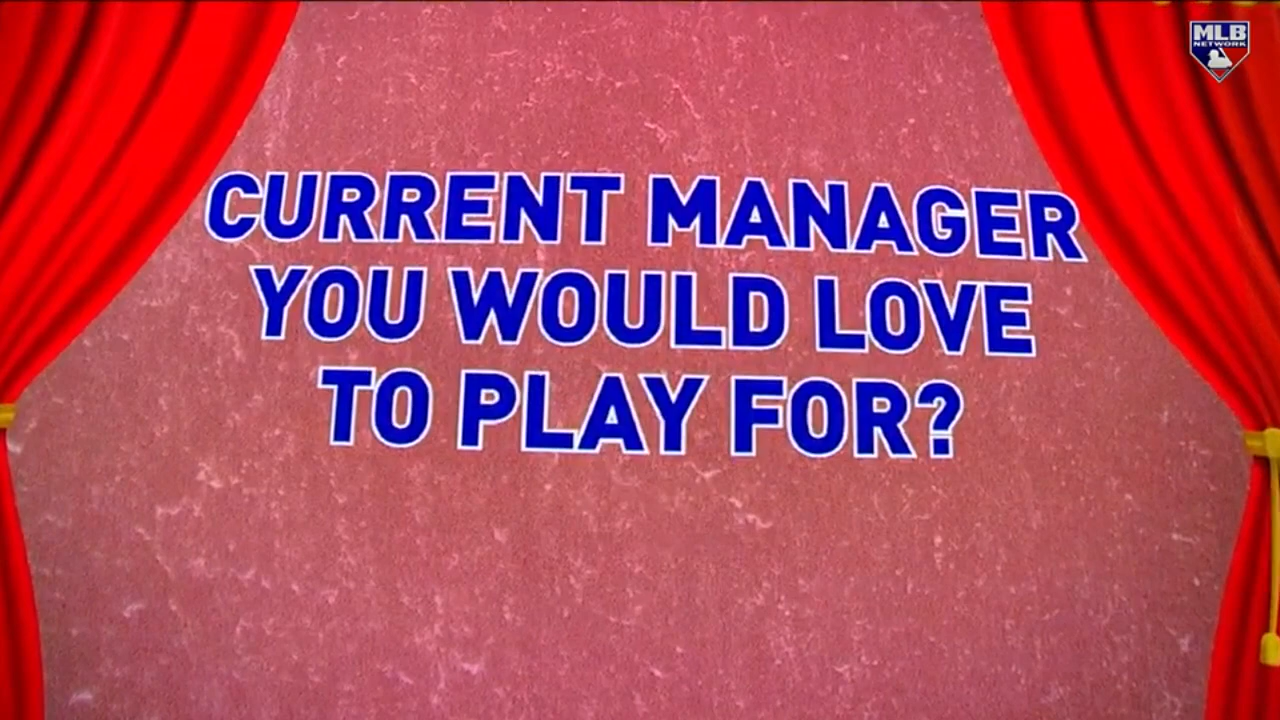 MLB
NETWORK
CURRENT MANAGER
YOU WOULD LOVE
TO PLAY FOR?